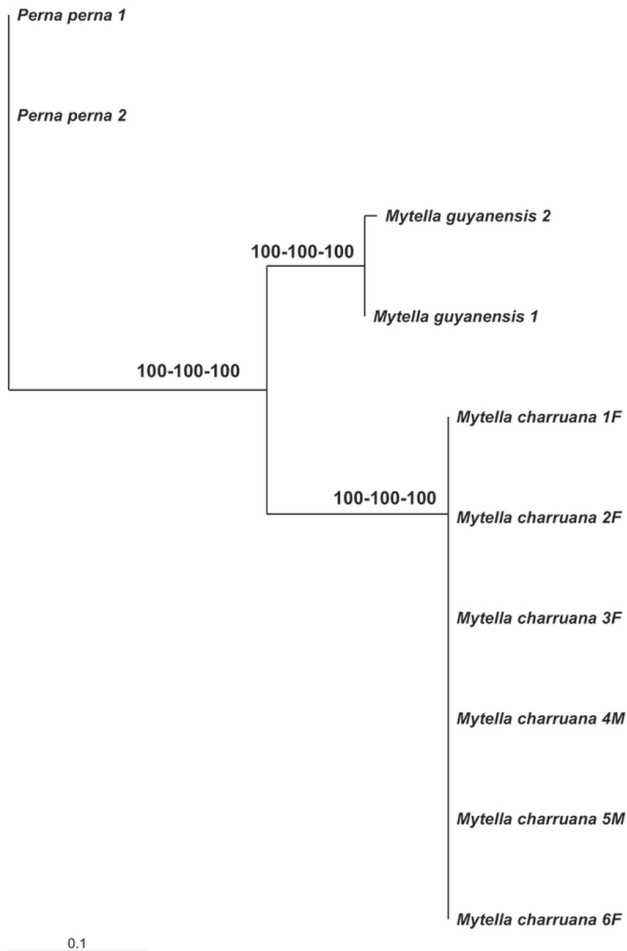 Perna perna 1
Perna perna 2
Mytella guyanensis 2
100-100-100
Mytella guyanensis 1
100-100-100
Mytella charruana 1F
100-100-100
Mytella charruana 2F
Mytella charruana 3F
Mytella charruana 4M
Mytella charruana 5M
Mytella charruana 6F
0.1